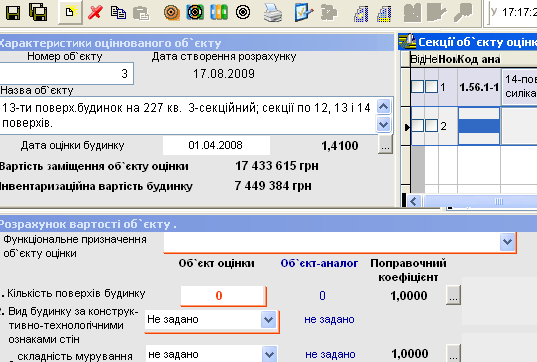 У 17:17:2
Характеристики оціннованого об`єкту
Секції об`єкту оцінк
Номер об`єкту
Дата створення розрахунку
3
17.08.2009
Назва об`єкту
13-ти поверх.будинок на 227 кв. 3-секційний; секції по 12, 13 і 14
поверхів.
Від Не Ном Код ана
1 1.56.1-1 14-пов
силіка
2
Дата оцінки будинку 01.04.2008 1,4100 ...
Вартість заміщення об`єкту оцінки 17 433 615 грн
Інвентаризаційна вартість будинку 7 449 384 грн
Розрахунок вартості об`єкту .
Функціональне призначення
об`єкту оцінки
Об`єкт оцінки Об`єкт-аналог Поправочний
коефіцієнт
. Кількість поверхів будинку 0 0 1,0000 ...
2. Вид будинку за конструк-
тивно-технологічними
ознаками стін
Не задано не задано
складність мурування не задано не задано 1,0000 ...